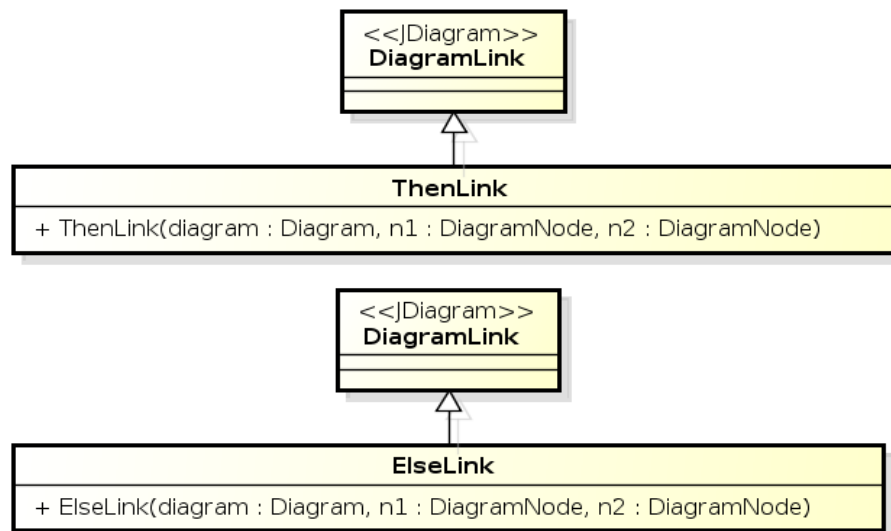 <<JDiagram>>
DiagramLink
ThenLink
+ ThenLink(diagram : Diagram, n1 : DiagramNode, n2 : DiagramNode)
<<JDiagram>>
DiagramLink
ElseLink
+ ElseLink(diagram : Diagram, n1 : DiagramNode, n2 : DiagramNode)